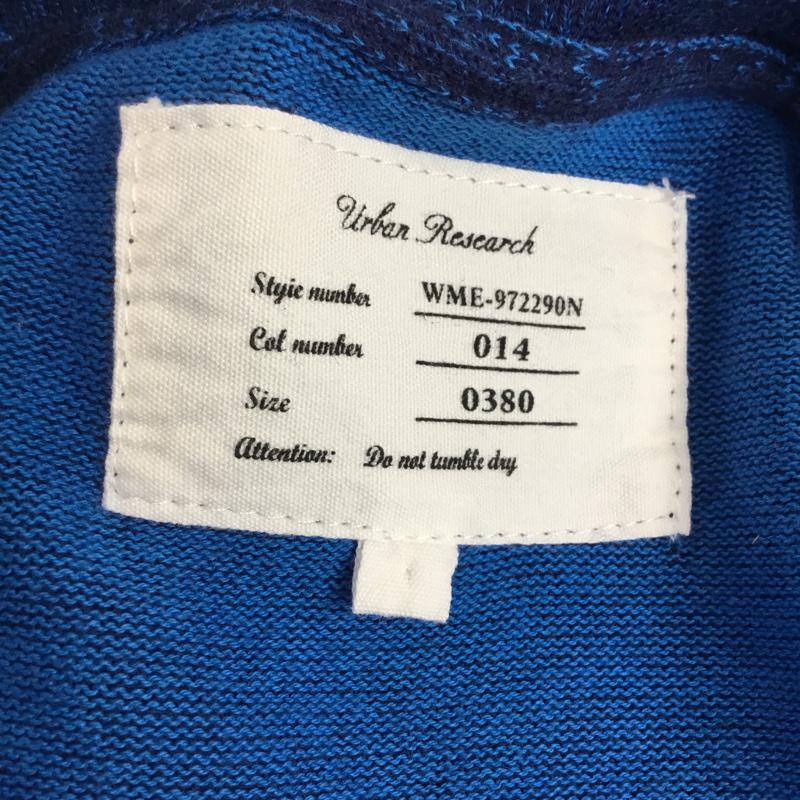 Urban Research
Style number WME-972290N
Col number 014
Size 0380
Attention: Do not tumble dry